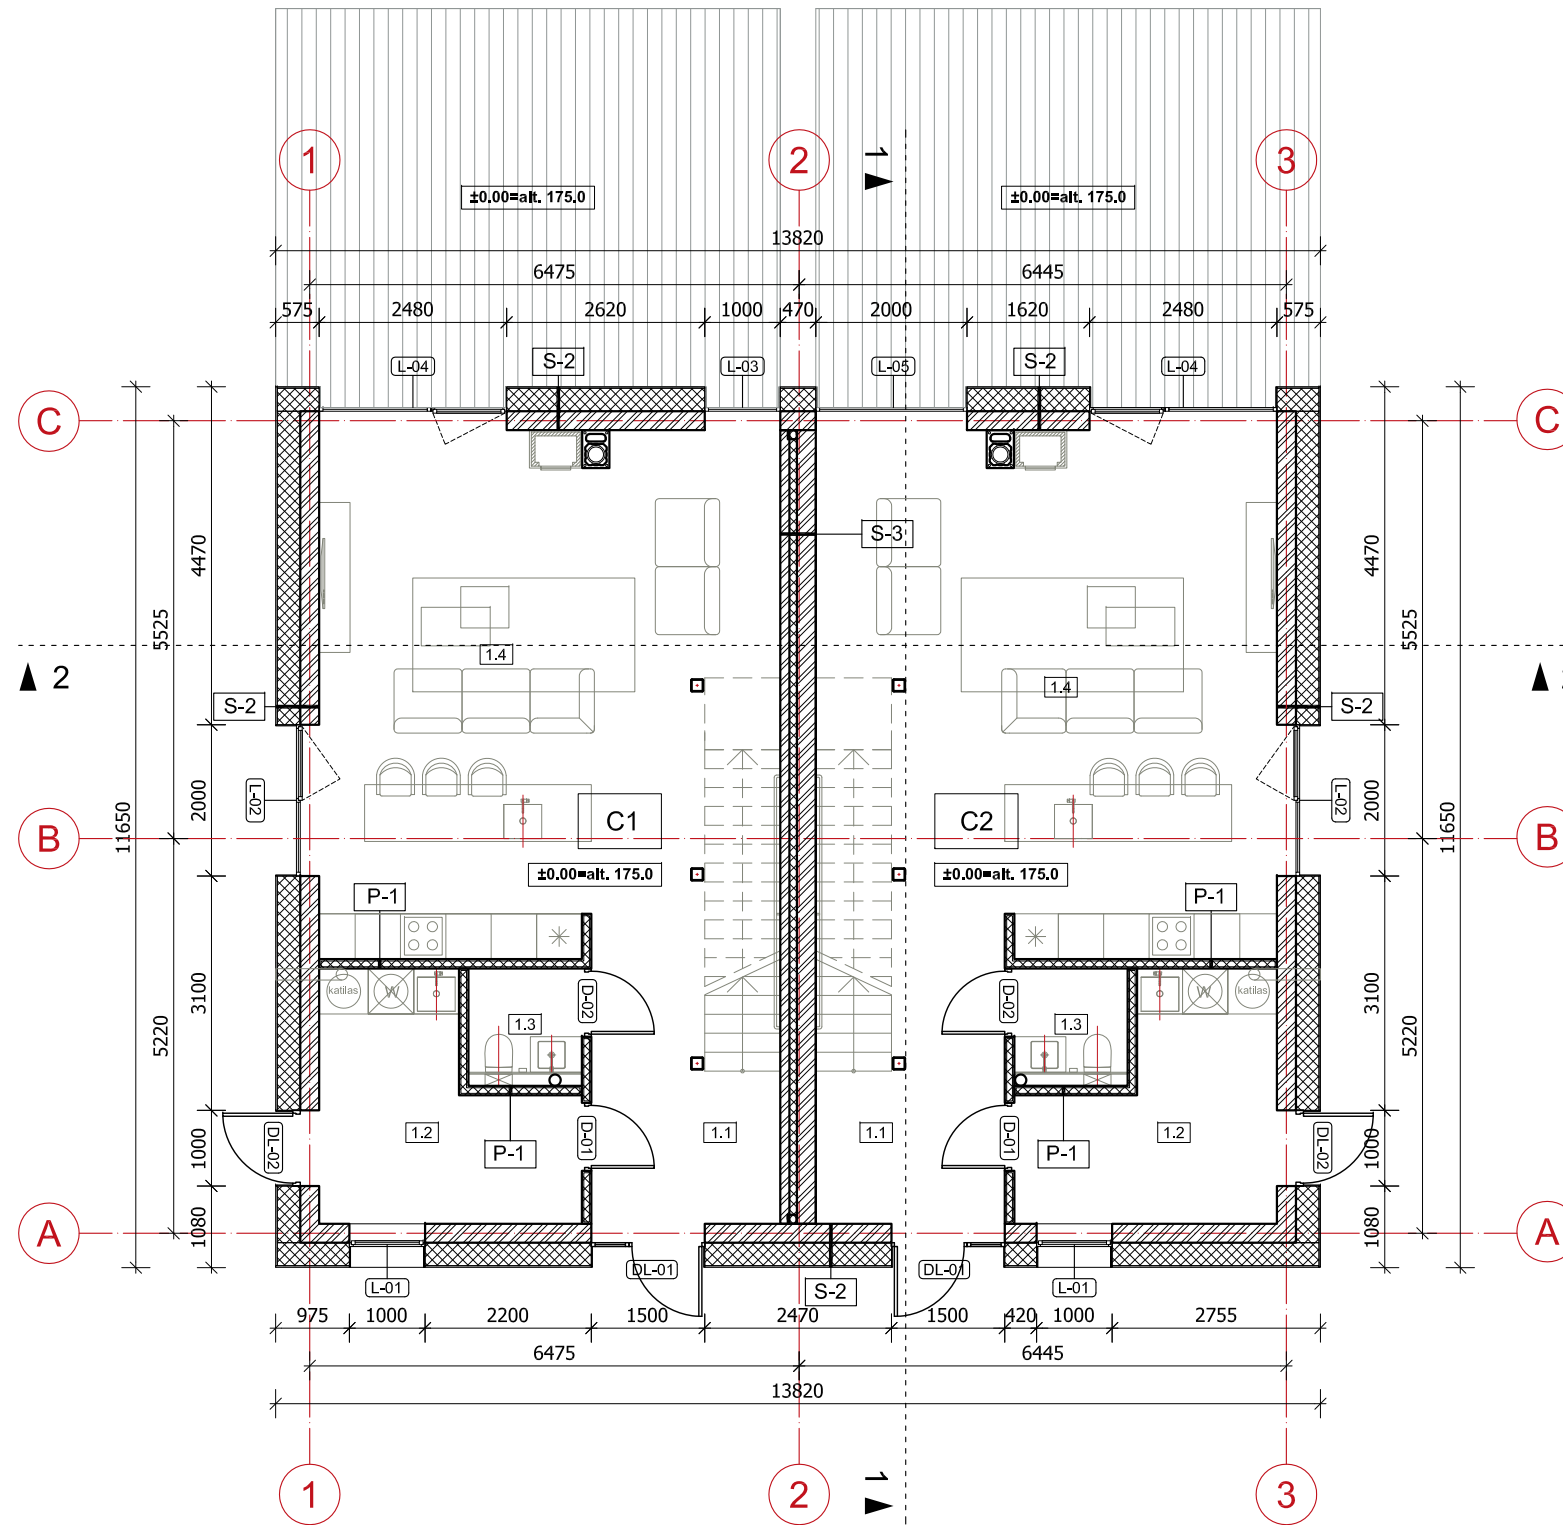 1
2
1
3
±0.00=alt. 175.0
±0.00=alt. 175.0
13820
6475
6445
575
2480
2620
1000
470
2000
1620
2480
575
L-04
S-2
L-03
L-05
S-2
L-04
C
C
S-3
4470
4470
5525
5525
1.4
1.4
2
S-2
S-2
L-02
L-02
2000
2000
11650
11650
C1
C2
B
B
±0.00=alt. 175.0
±0.00=alt. 175.0
P-1
P-1
katilas
W
W
katilas
3100
3100
D-02
D-02
1.3
1.3
5220
5220
1.2
1.1
1.1
1.2
D-01
D-01
P-1
P-1
DL-02
DL-02
1000
1000
A
A
1080
1080
L-01
DL-01
S-2
DL-01
L-01
975
1000
2200
1500
2470
1500
420
1000
2755
6475
6445
13820
1
2
1
3